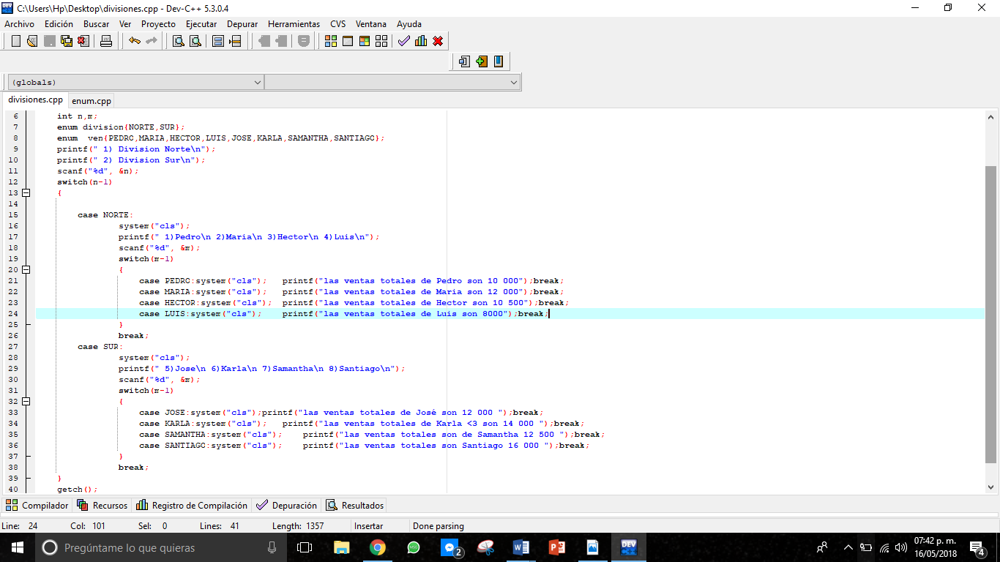 C:\Users\Hp\Desktop\divisiones.cpp - Dev-C++ 5.3.0.4
Archivo Edición Buscar Ver Proyecto Ejecutar Depurar Herramientas CVS Ventana Ayuda
(globals)
divisiones.cpp enum.cpp
6 int n,m;
7 enum division{NORTE,SUR};
8 enum ven{PEDRO,MARIA,HECTOR,LUIS,JOSE,KARLA,SAMANTHA,SANTIAGO};
9 printf(" 1) Division Norte\n");
10 printf(" 2) Division Sur\n");
11 scanf("%d", &n);
12 switch(n-1)
13 {
14
15 case NORTE:
16 system("cls");
17 printf(" 1)Pedro\n 2)Maria\n 3)Hector\n 4)Luis\n");
18 scanf("%d", &m);
19 switch(m-1)
20 {
21 case PEDRO:system("cls"); printf("las ventas totales de Pedro son 10 000");break;
22 case MARIA:system("cls"); printf("las ventas totales de Maria son 12 000");break;
23 case HECTOR:system("cls"); printf("las ventas totales de Hector son 10 500");break;
24 case LUIS:system("cls"); printf("las ventas totales de Luis son 8000");break;
25 }
26 break;
27 case SUR:
28 system("cls");
29 printf(" 5)Jose\n 6)Karla\n 7)Samantha\n 8)Santiago\n");
30 scanf("%d", &m);
31 switch(m-1)
32 {
33 case JOSE:system("cls");printf("las ventas totales de José son 12 000 ");break;
34 case KARLA:system("cls"); printf("las ventas totales de Karla <3 son 14 000 ");break;
35 case SAMANTHA:system("cls"); printf("las ventas totales son de Samantha 12 500 ");break;
36 case SANTIAGO:system("cls"); printf("las ventas totales son Santiago 16 000 ");break;
37 }
38 break;
39 }
40 getch();
Compilador Recursos Registro de Compilación Depuración Resultados
Line: 24 Col: 101 Sel: 0 Lines: 41 Length: 1357 Insertar Done parsing
Pregúntame lo que quieras
2
DEV
07:42 p. m.
16/05/2018
4